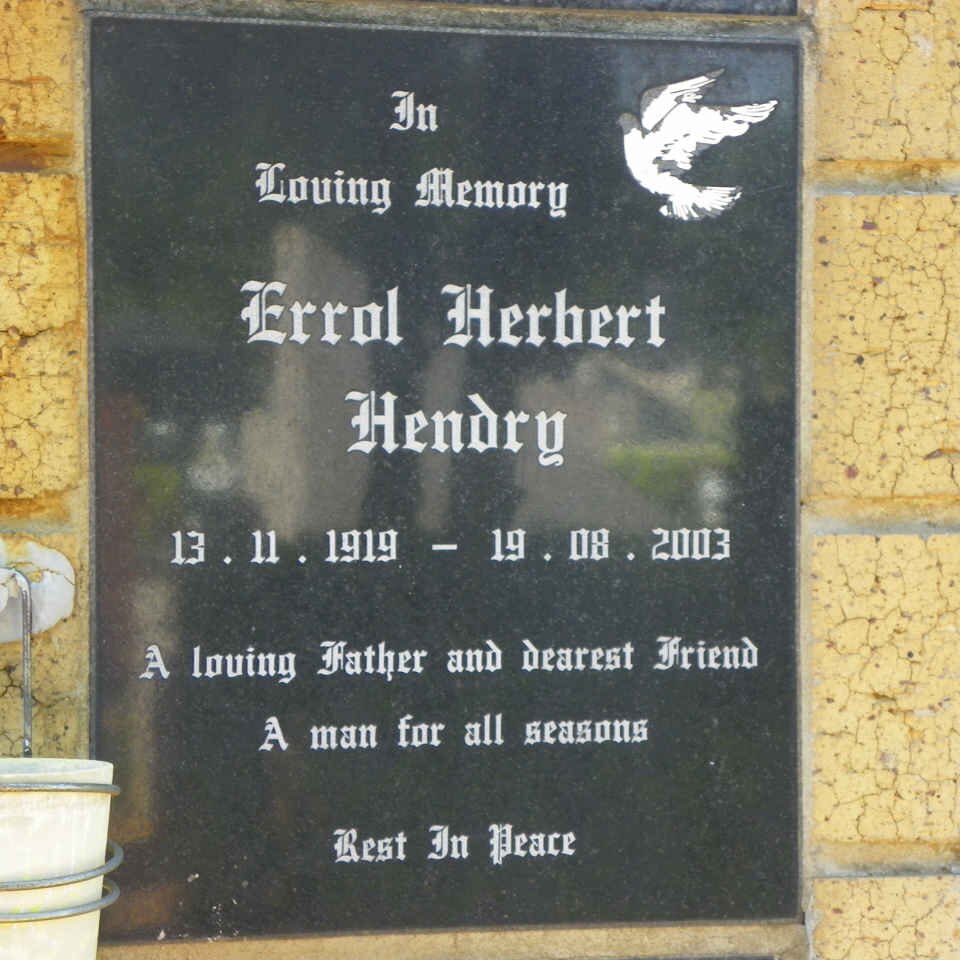 In
Loving Memory
Errol Herbert
Hendry
13 . 11 . 1919 – 19 . 08 . 2003
A loving Father and dearest Friend
A man for all seasons
Rest In Peace